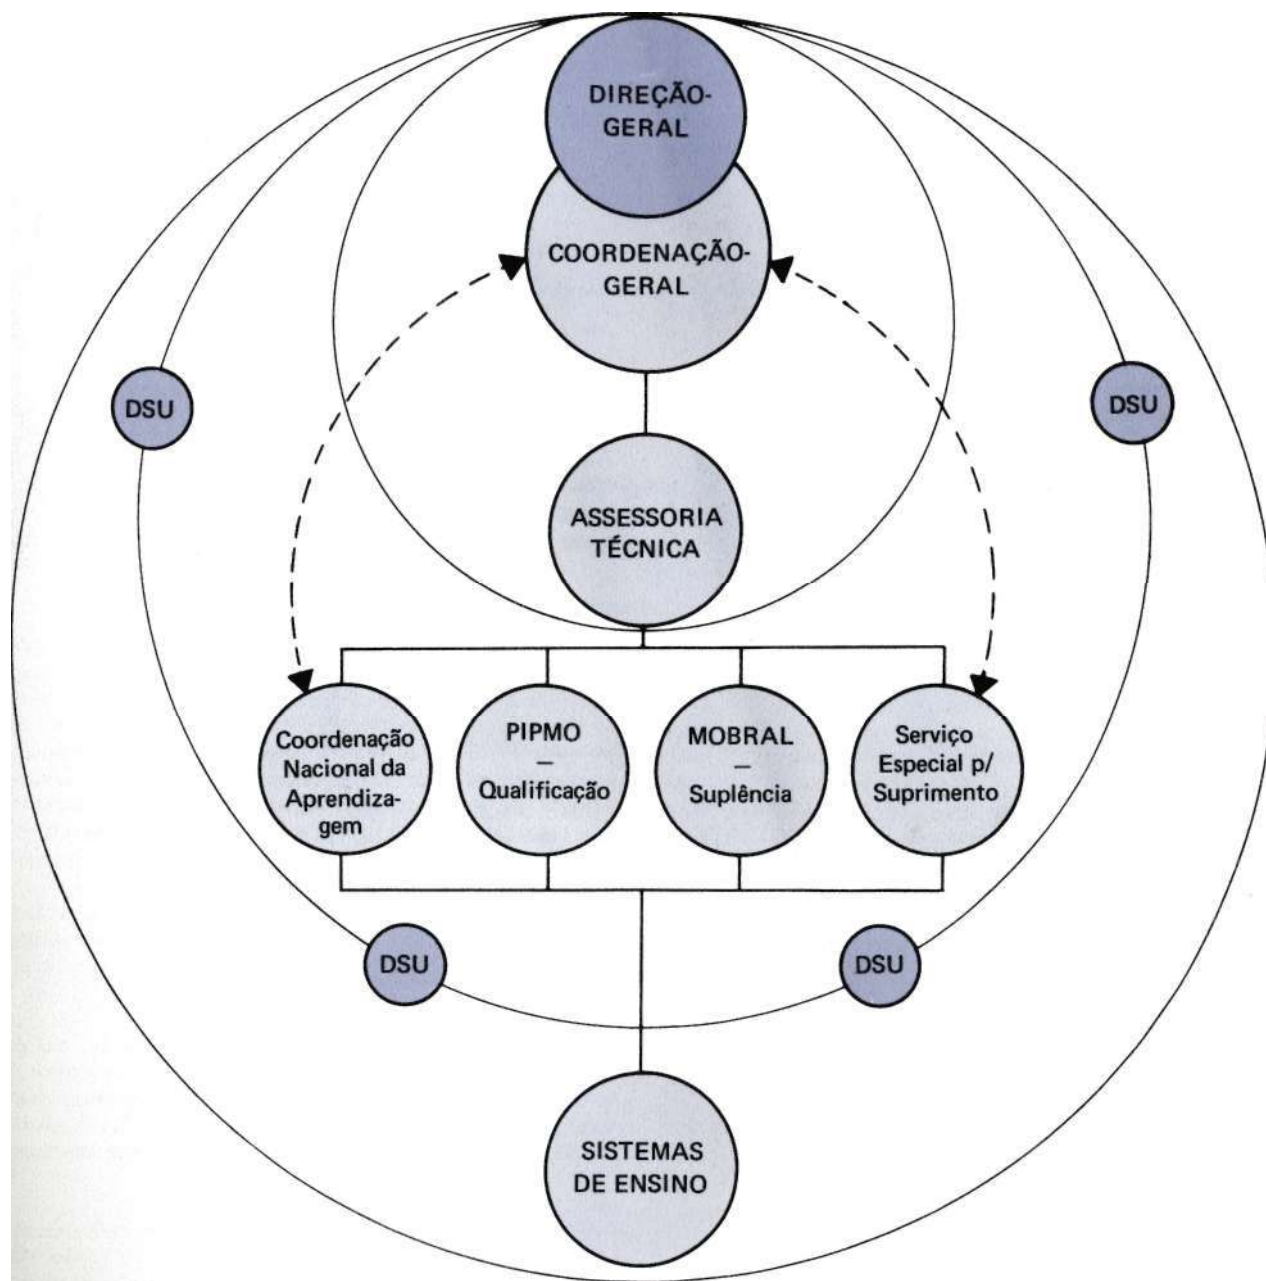 DIREÇÃO-
GERAL
COORDENAÇÃO-
GERAL
DSU
DSU
ASSESSORIA
TÉCNICA
Coordenação
Nacional da
Aprendiza-
gem
PIPMO
—
Qualificação
MOBRAL
—
Suplência
Serviço
Especial p/
Suprimento
DSU
DSU
SISTEMAS
DE ENSINO